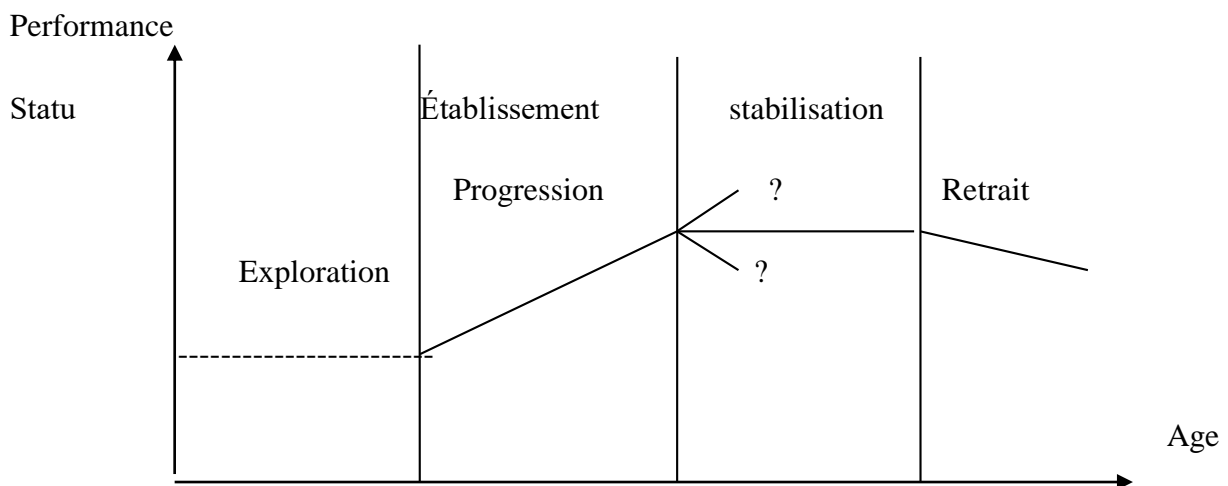 Performance
Statu Établissement stabilisation
Progression ? Retrait
Exploration ?
Age